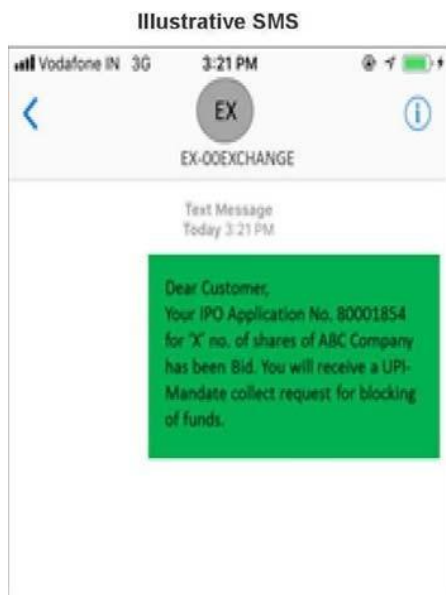 Illustrative SMS
Vodafone IN 3G 3:21 PM
EX
EX-00EXCHANGE
Text Message
Today 3:21 PM
Dear Customer,
Your IPO Application No. 80001854
for 'X' no. of shares of ABC Company
has been Bid. You will receive a UPI-
Mandate collect request for blocking
of funds.